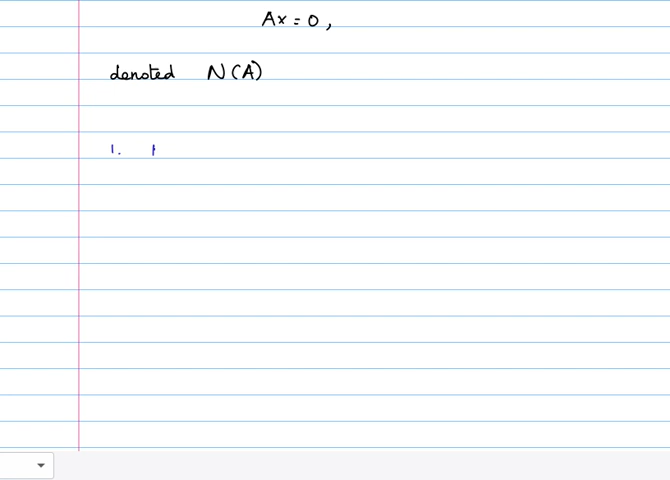 Ax = 0,
denoted N(A)
1.